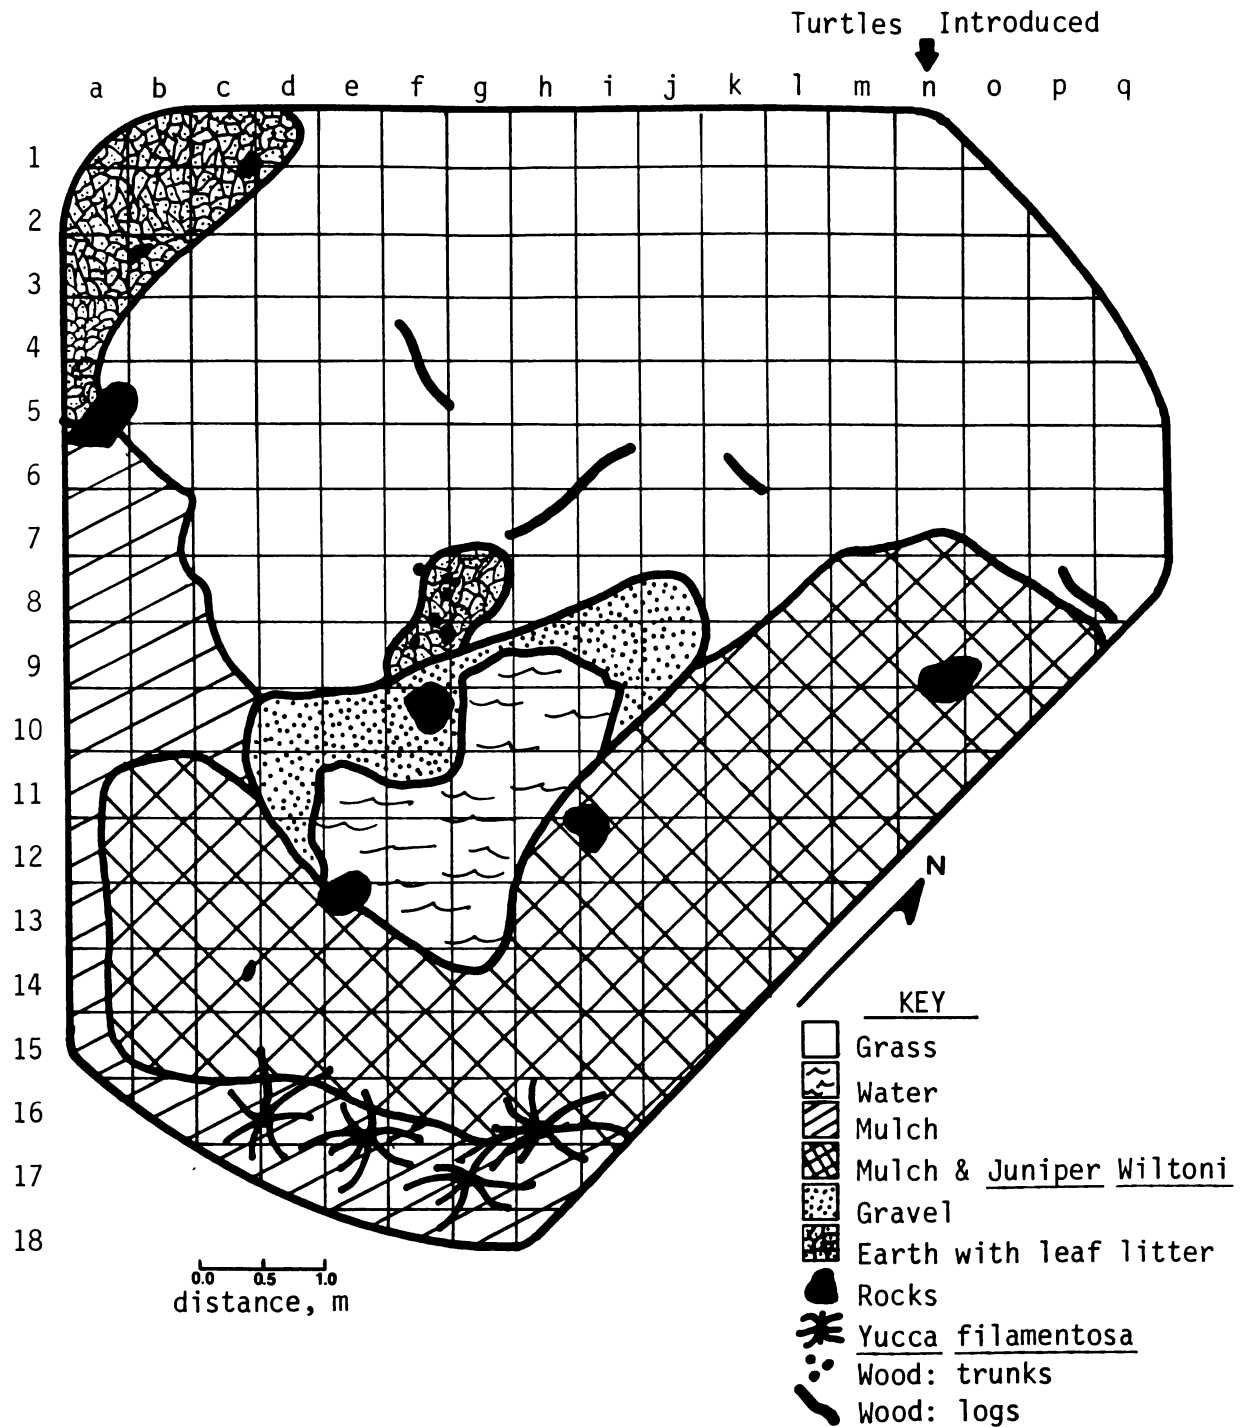 Turtles Introduced
a b c d e f g h i j k l m n o p q
1
2
3
4
5
6
7
8
9
10
11
12
13
14
15
16
17
18
N
KEY
Grass
Water
Mulch
Mulch & Juniper Wiltoni
Gravel
Earth with leaf litter
Rocks
Yucca filamentosa
Wood: trunks
Wood: logs
0.0 0.5 1.0
distance, m